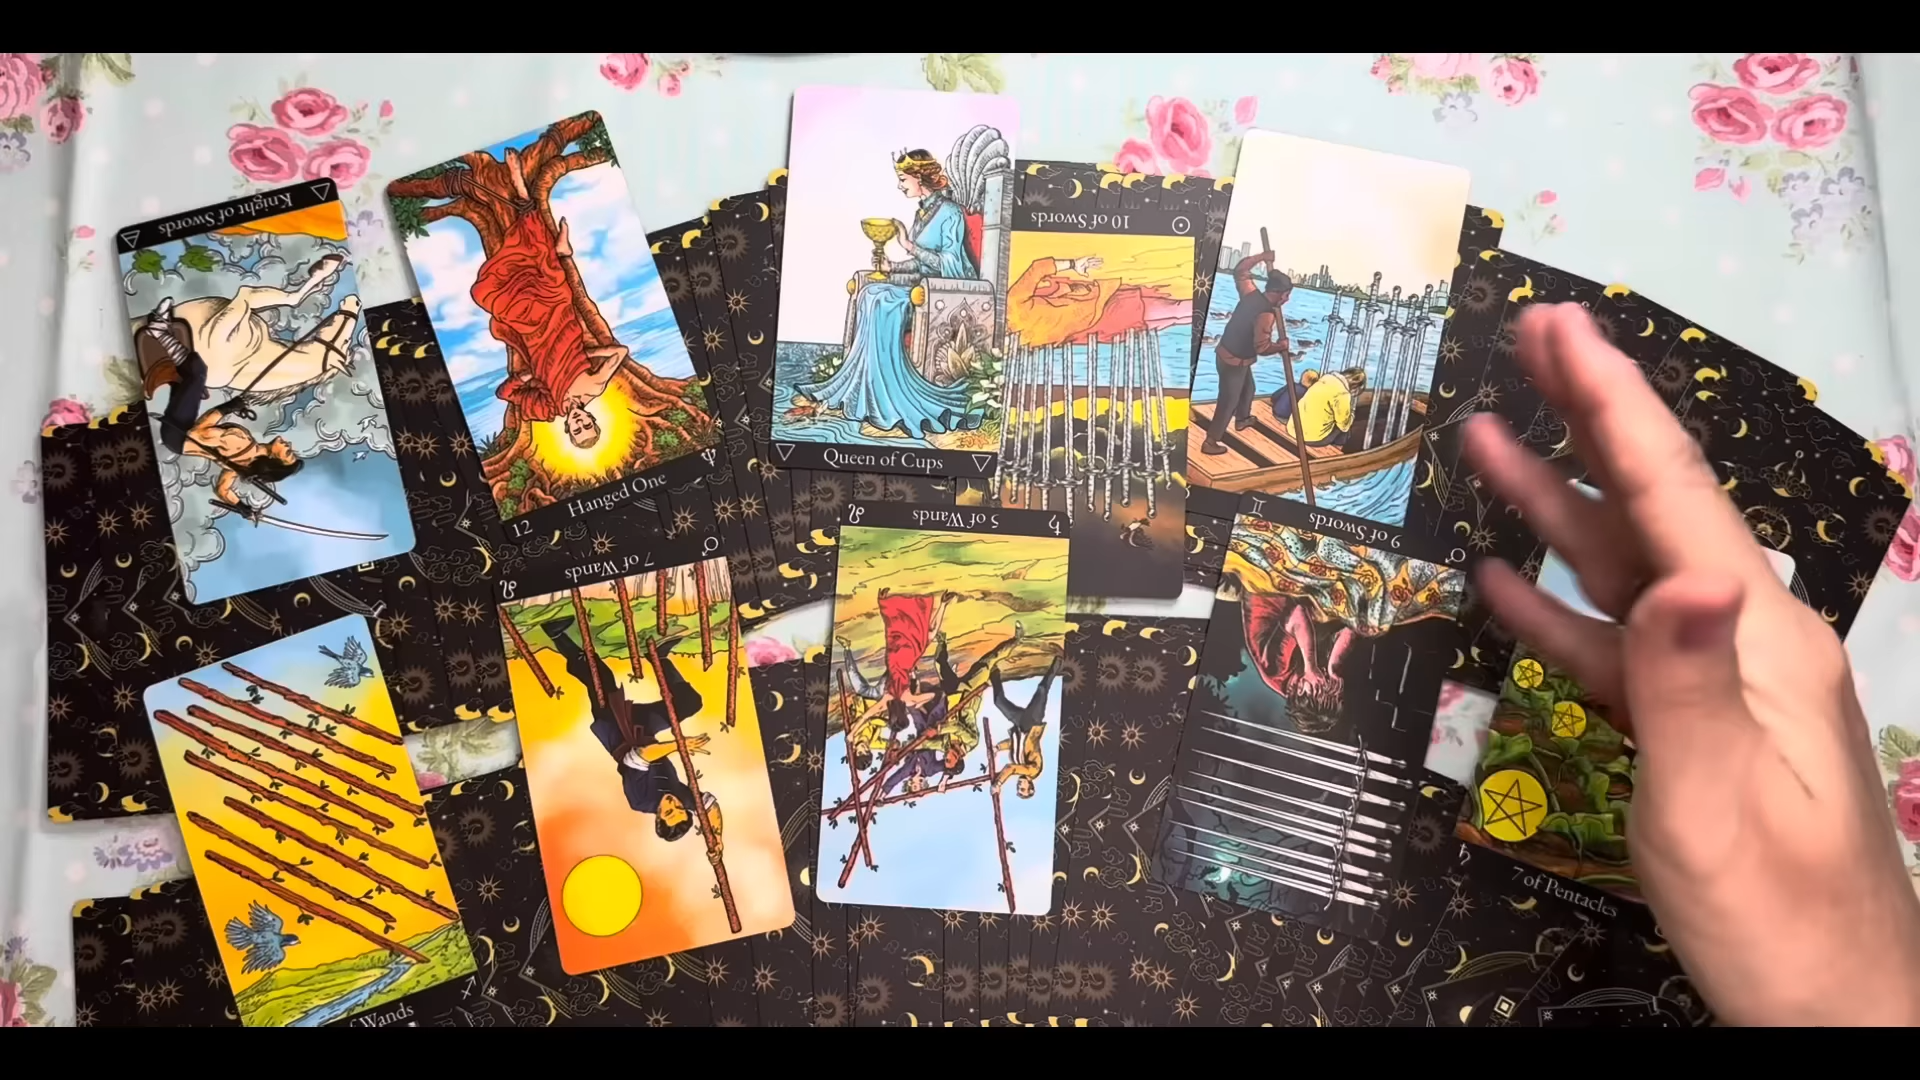 Knight of Swords
12
Hanged One
Queen of Cups
10 of Swords
7 of Wands
5 of Wands
9 of Swords
7 of Pentacles
Wands